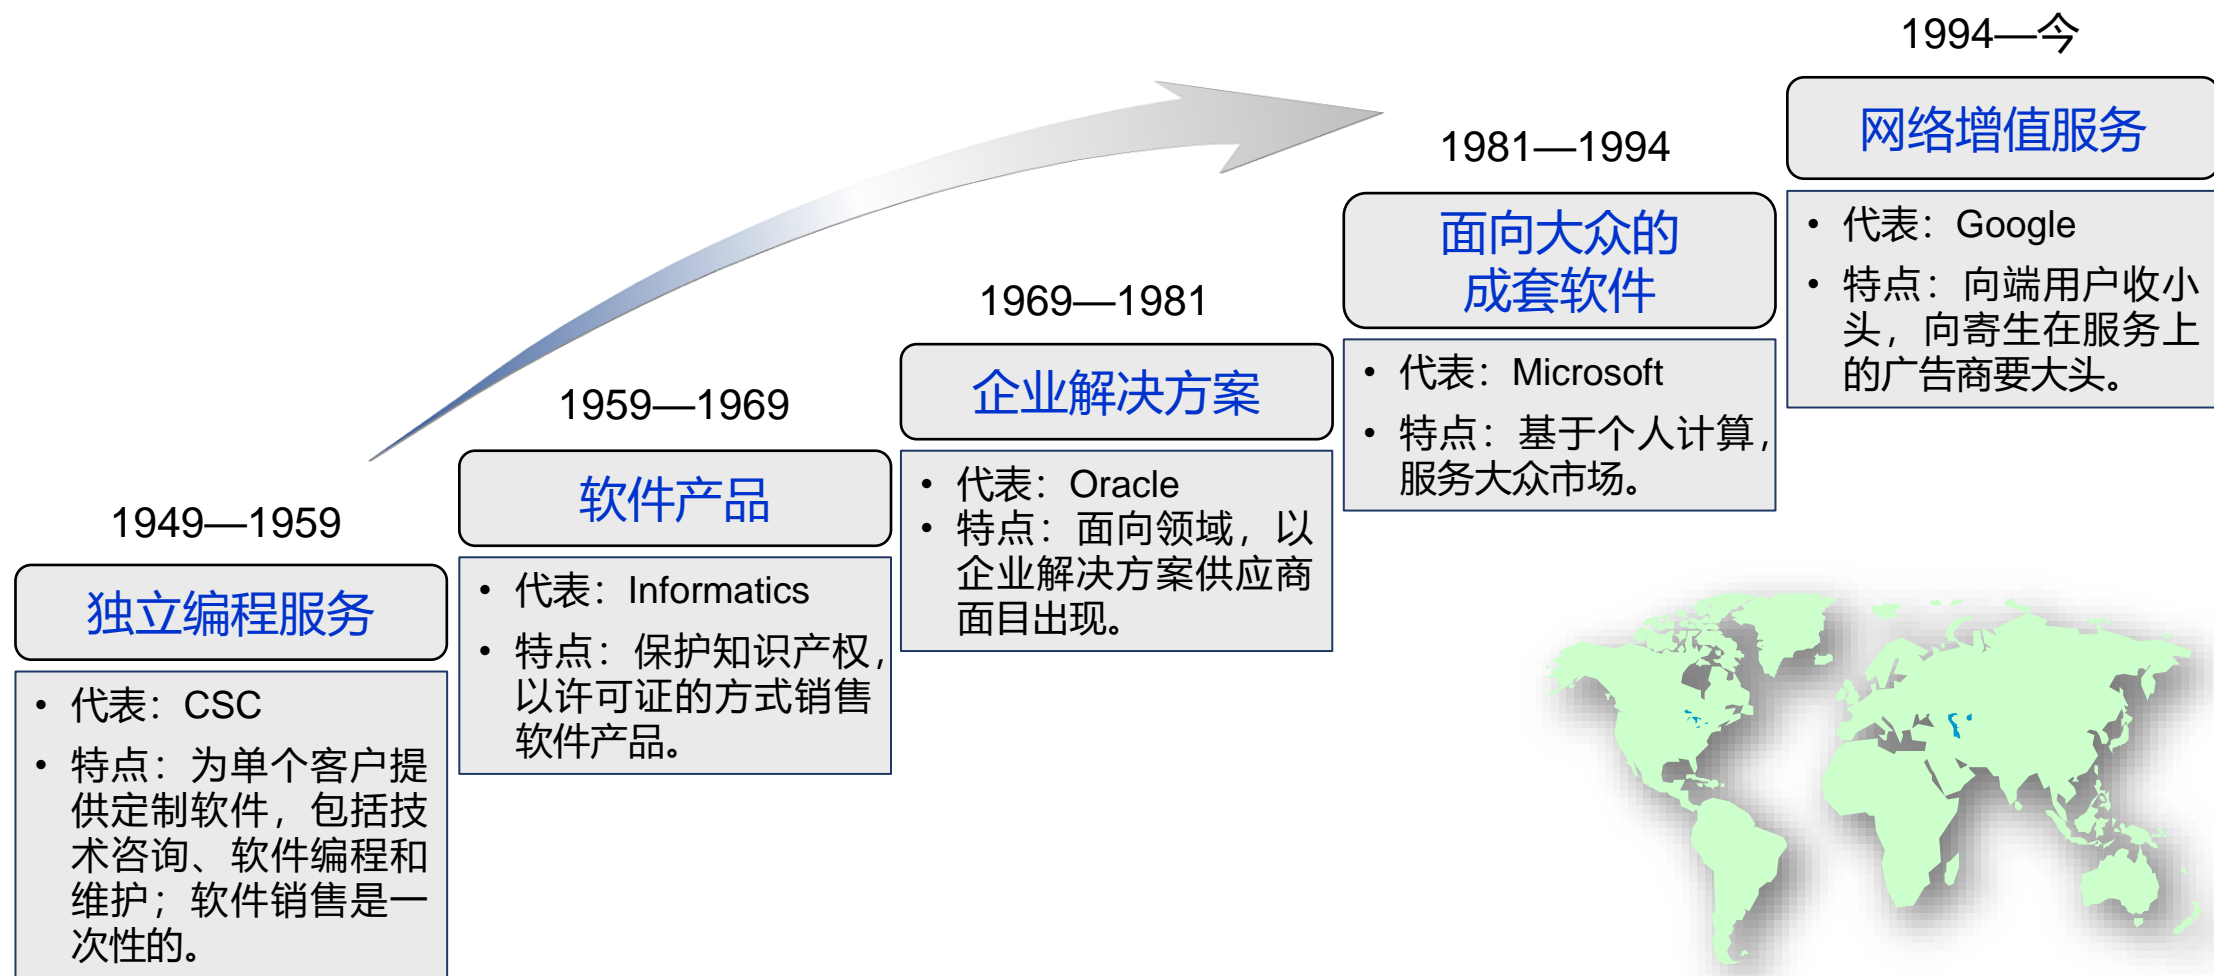 1949—1959
独立编程服务
• 代表：CSC
• 特点：为单个客户提
供定制软件，包括技
术咨询、软件编程和
维护；软件销售是一
次性的。
1959—1969
软件产品
• 代表：Informatics
• 特点：保护知识产权，
以许可证的方式销售
软件产品。
1969—1981
企业解决方案
• 代表：Oracle
• 特点：面向领域，以
企业解决方案供应商
面目出现。
1981—1994
面向大众的
成套软件
• 代表：Microsoft
• 特点：基于个人计算，
服务大众市场。
1994—今
网络增值服务
• 代表：Google
• 特点：向端用户收小
头，向寄生在服务上
的广告商要大头。